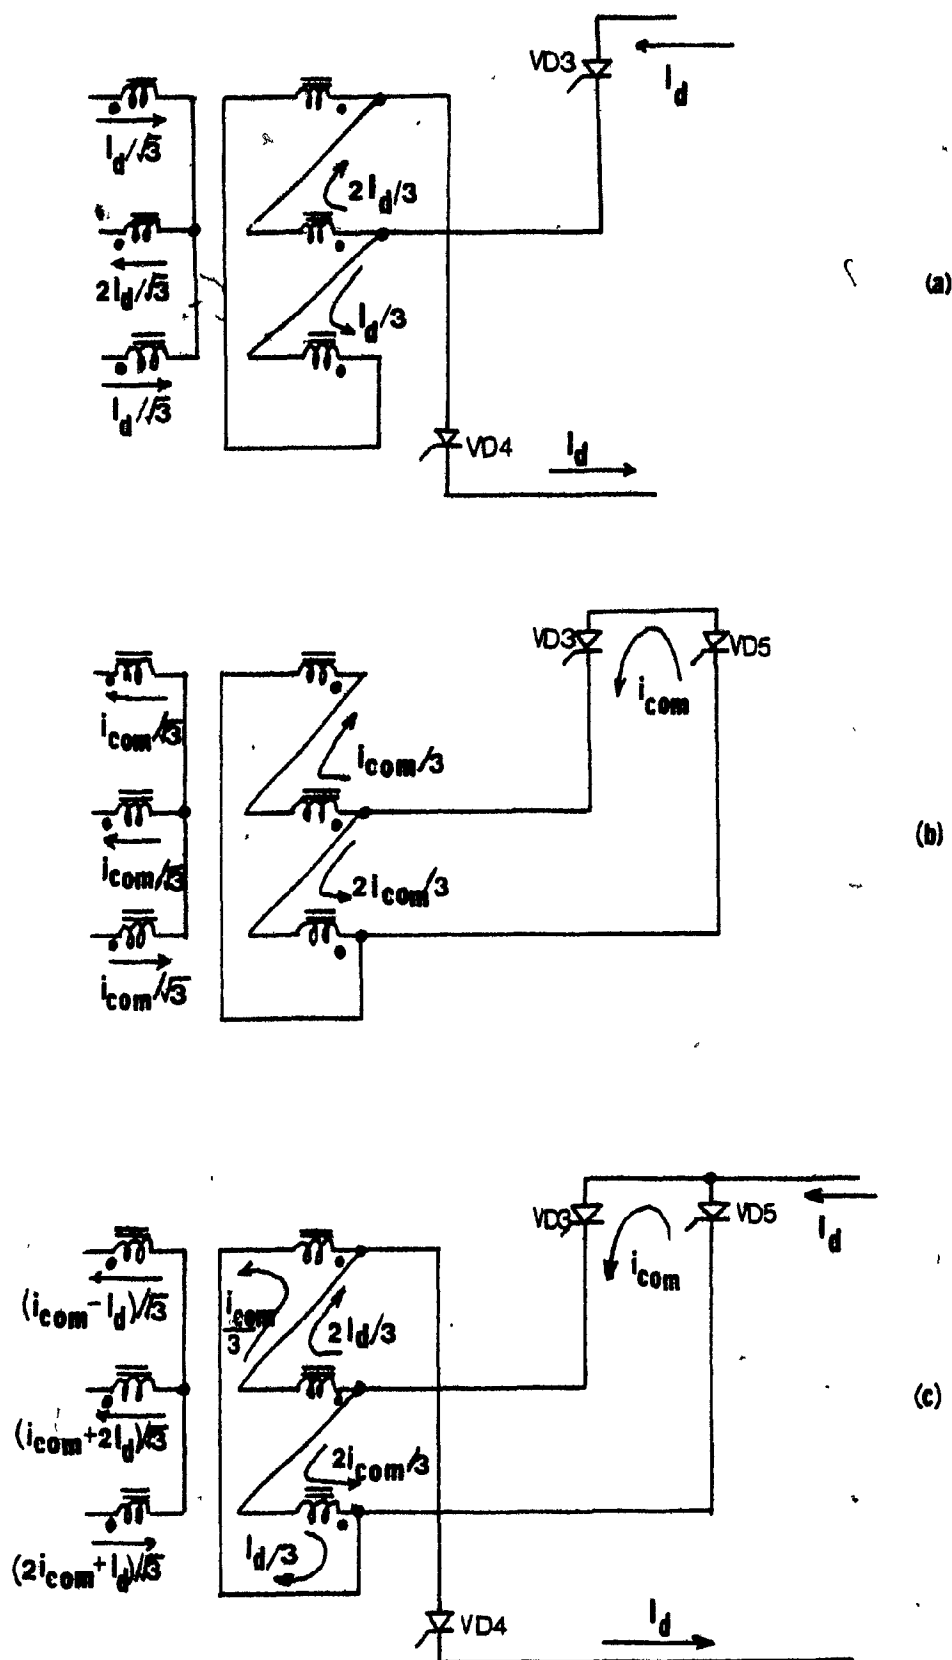 VD3
I_d
I_d/√3
2I_d/3
2I_d/√3
(a)
I_d/3
I_d/√3
VD4
I_d
VD3
VD5
i_com
i_com/√3
i_com/3
(b)
i_com/√3
2i_com/3
i_com/√3
VD3
VD5
I_d
i_com
(i_com-I_d)/√3
i_com/3
2I_d/3
(c)
(i_com+2I_d)/√3
2i_com/3
I_d/3
(2i_com+I_d)/√3
VD4
I_d